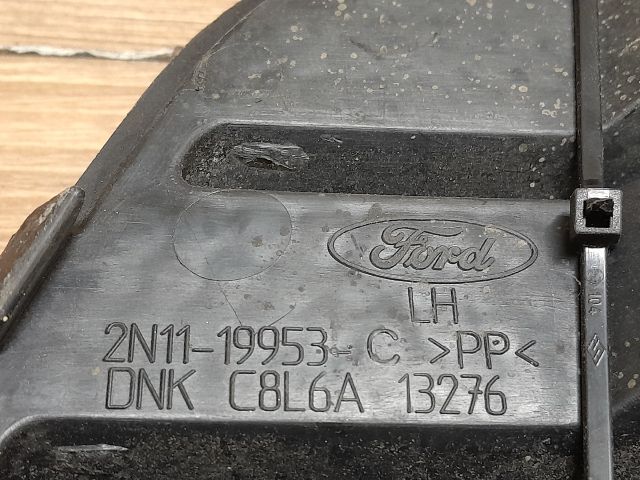 Ford
LH
2N11-19953-C >PP<
DNK C8L6A 13276